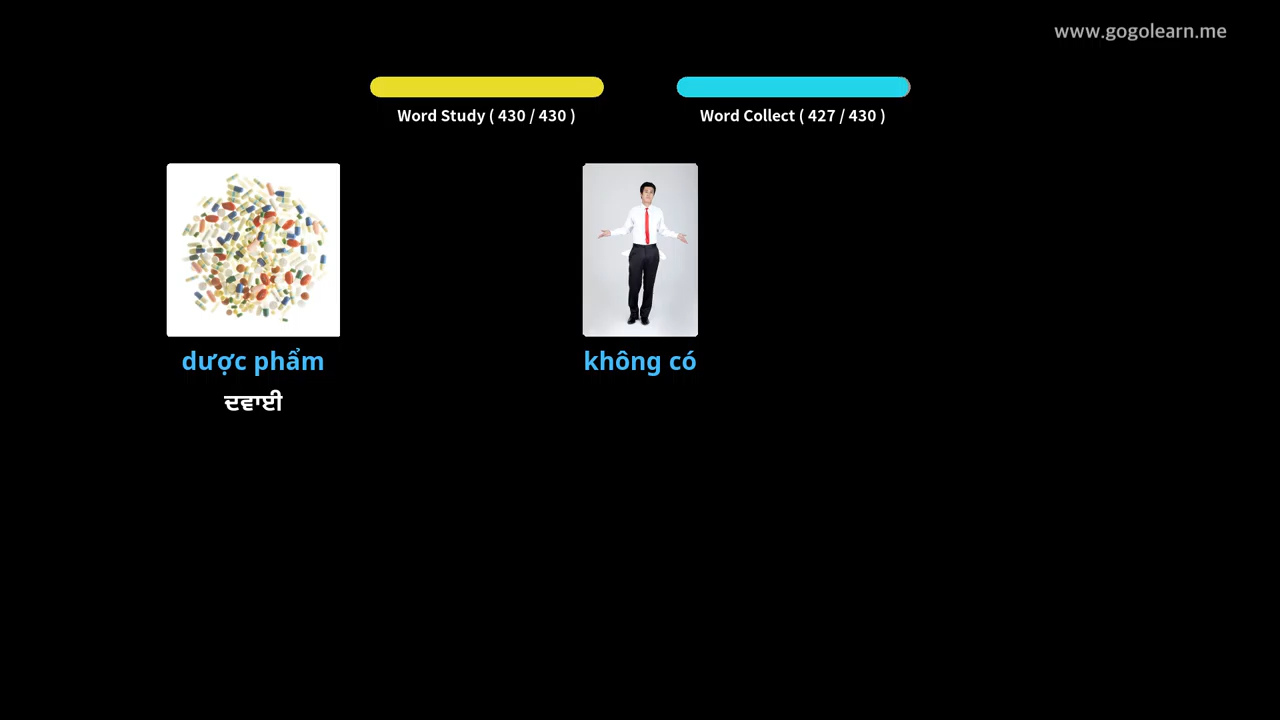 www.gogolearn.me
Word Study ( 430 / 430 )
Word Collect ( 427 / 430 )
dược phẩm
ਦਵਾਈ
không có